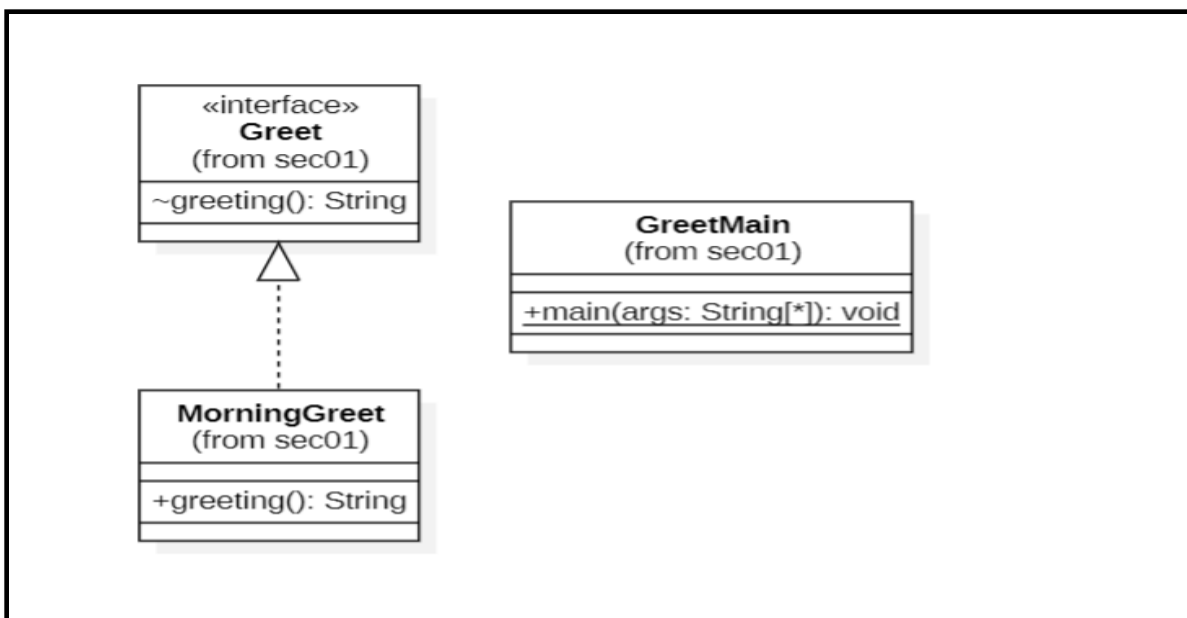 «interface»
Greet
(from sec01)
~greeting(): String
GreetMain
(from sec01)
+main(args: String[*]): void
MorningGreet
(from sec01)
+greeting(): String